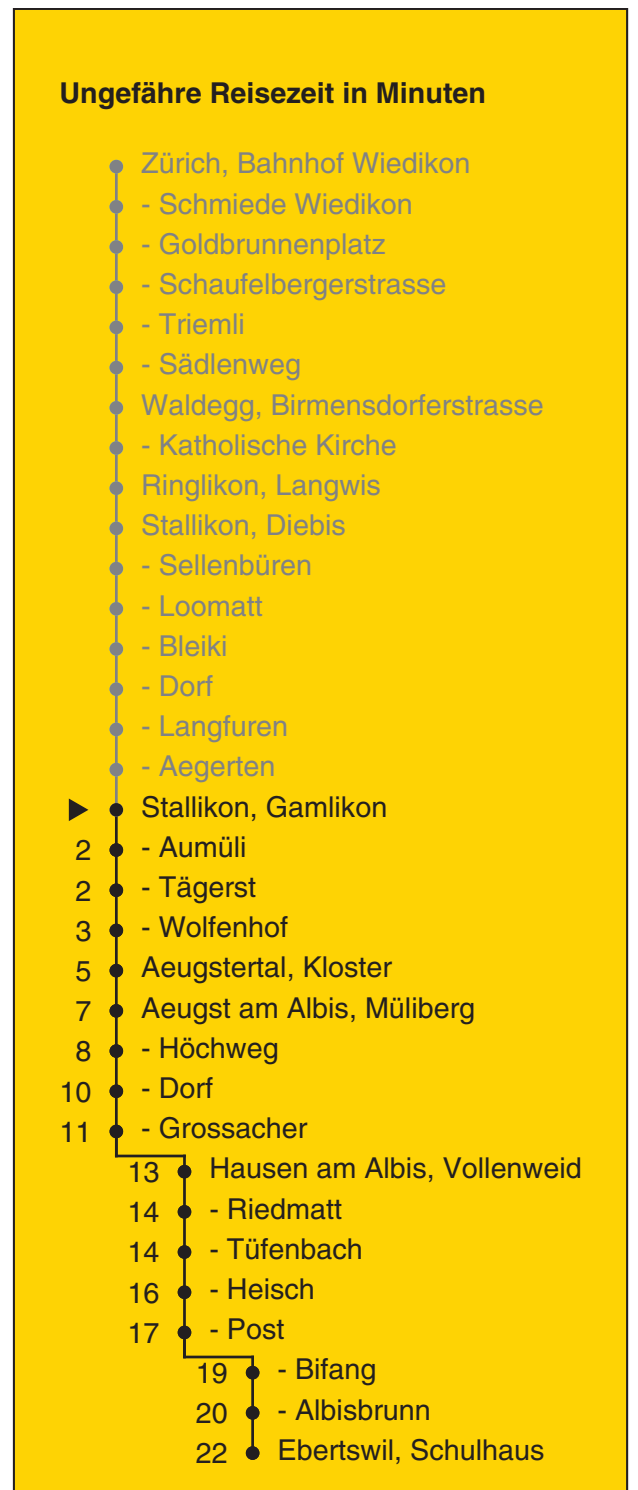 Ungefähre Reisezeit in Minuten
Zürich, Bahnhof Wiedikon
- Schmiede Wiedikon
- Goldbrunnenplatz
- Schaufelbergerstrasse
- Triemli
- Sädlenweg
Waldegg, Birmensdorferstrasse
- Katholische Kirche
Ringlikon, Langwis
Stallikon, Diebis
- Sellenbüren
- Loomatt
- Bleiki
- Dorf
- Langfuren
- Aegerten
Stallikon, Gamlikon
2 - Aumüli
2 - Tägerst
3 - Wolfenhof
5 Aeugstertal, Kloster
7 Aeugst am Albis, Müliberg
8 - Höchweg
10 - Dorf
11 - Grossacher
13 Hausen am Albis, Vollenweid
14 - Riedmatt
14 - Tüfenbach
16 - Heisch
17 - Post
19 - Bifang
20 - Albisbrunn
22 Ebertswil, Schulhaus